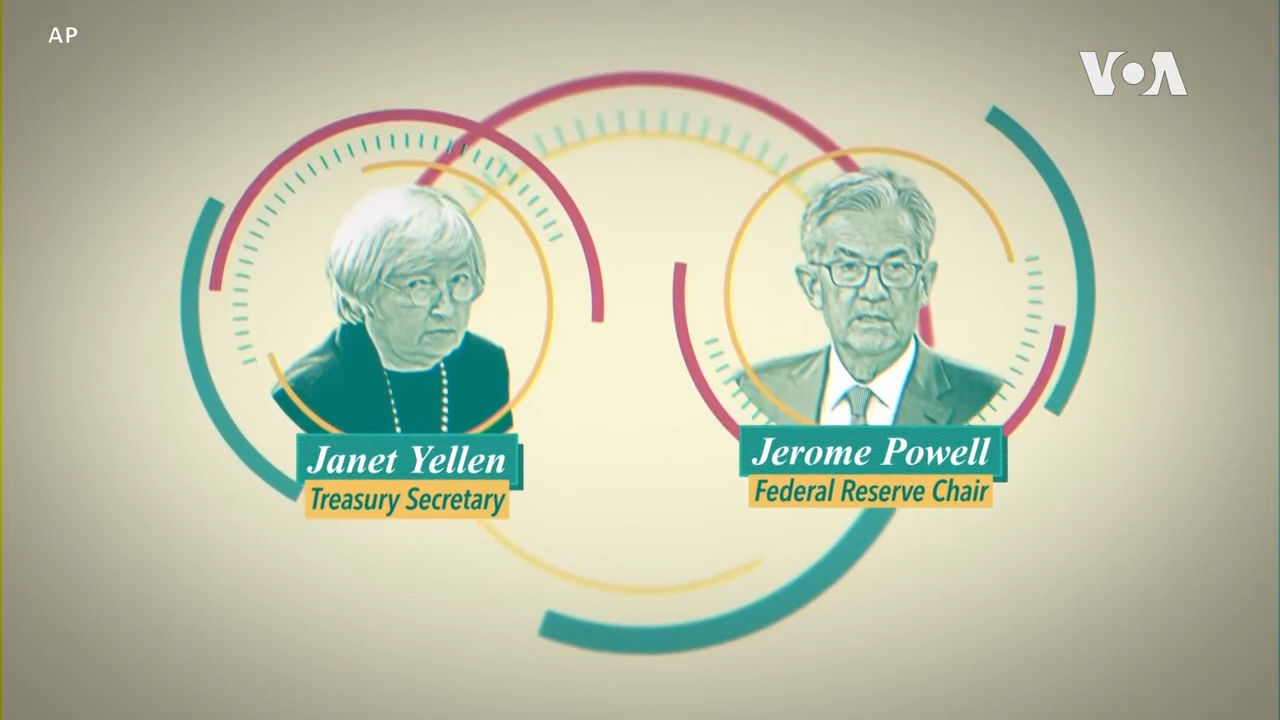 AP
VOA
Janet Yellen
Treasury Secretary
Jerome Powell
Federal Reserve Chair